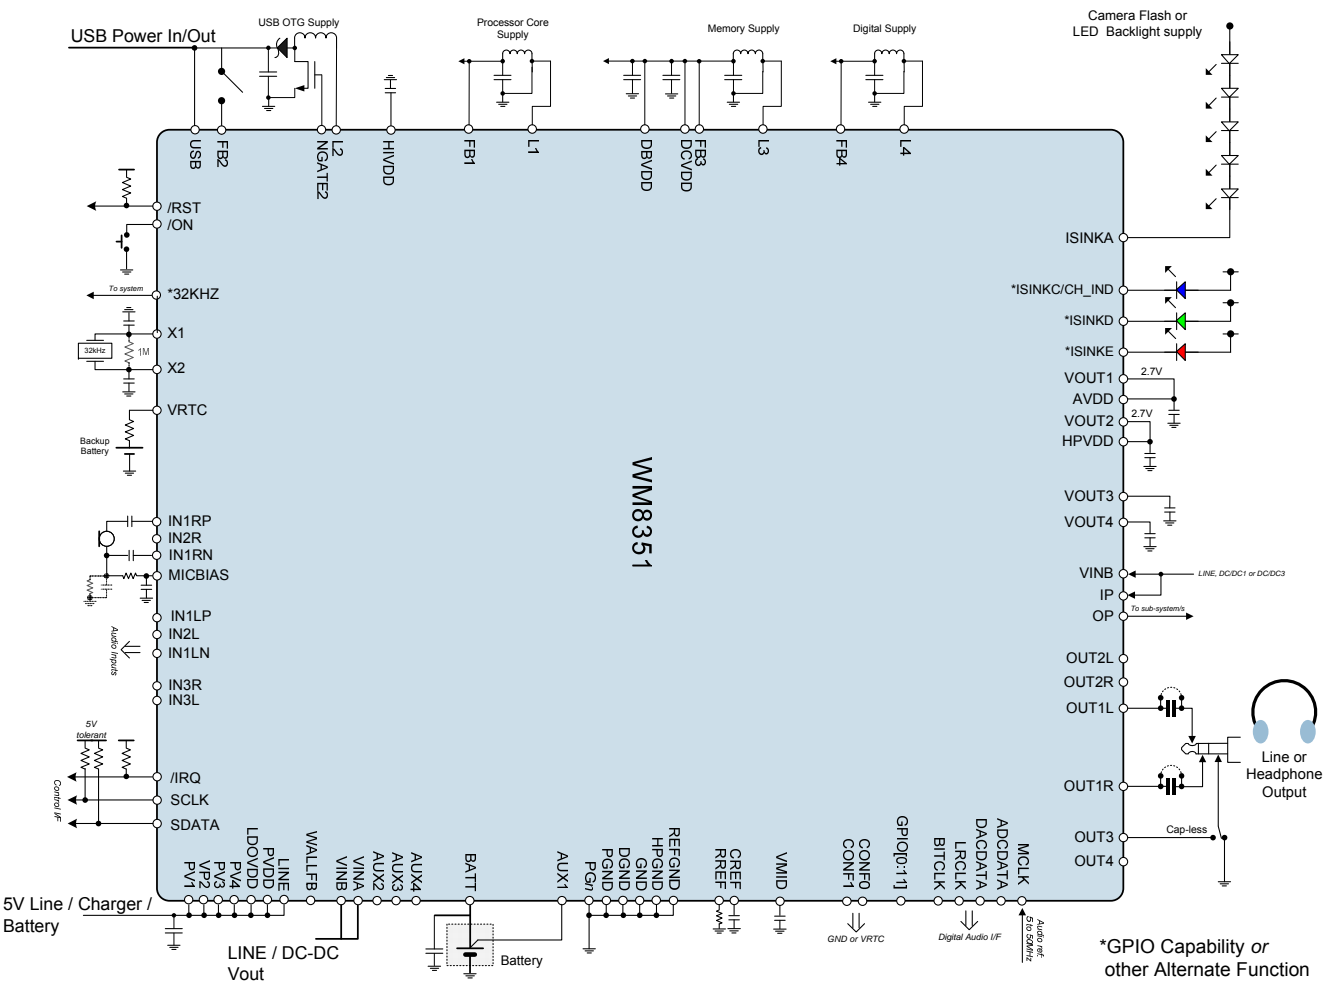 USB Power In/Out
USB OTG Supply
Processor Core
Supply
Memory Supply
Digital Supply
Camera Flash or
LED Backlight supply
USB
FB2
NGATE2
L2
HIVDD
FB1
L1
DBVDD
DCVDD
FB3
L3
FB4
L4
/RST
/ON
To system
*32KHZ
X1
32kHz
1M
X2
VRTC
Backup
Battery
IN1RP
IN2R
IN1RN
MICBIAS
IN1LP
IN2L
IN1LN
Audio Inputs
IN3R
IN3L
5V
tolerant
/IRQ
SCLK
SDATA
Control I/F
WM8351
ISINKA
*ISINKC/CH_IND
*ISINKD
*ISINKE
VOUT1
2.7V
AVDD
VOUT2
2.7V
HPVDD
VOUT3
VOUT4
VINB
LINE, DC/DC1 or DC/DC3
IP
OP
To sub-system/s
OUT2L
OUT2R
OUT1L
OUT1R
OUT3
Cap-less
OUT4
Line or
Headphone
Output
PV1
VP2
PV3
PV4
LDOVDD
PVDD
LINE
WALLFB
VINB
VINA
AUX2
AUX3
AUX4
BATT
AUX1
PGn
PGND
DGND
GND
HPGND
REFGND
RREF
CREF
VMID
CONF1
CONF0
GPIO[0:11]
BITCLK
LRCLK
DACDATA
ADCDATA
MCLK
5V Line / Charger /
Battery
LINE / DC-DC
Vout
Battery
GND or VRTC
Digital Audio I/F
Audio ref:
5 to 50MHz
*GPIO Capability or
other Alternate Function